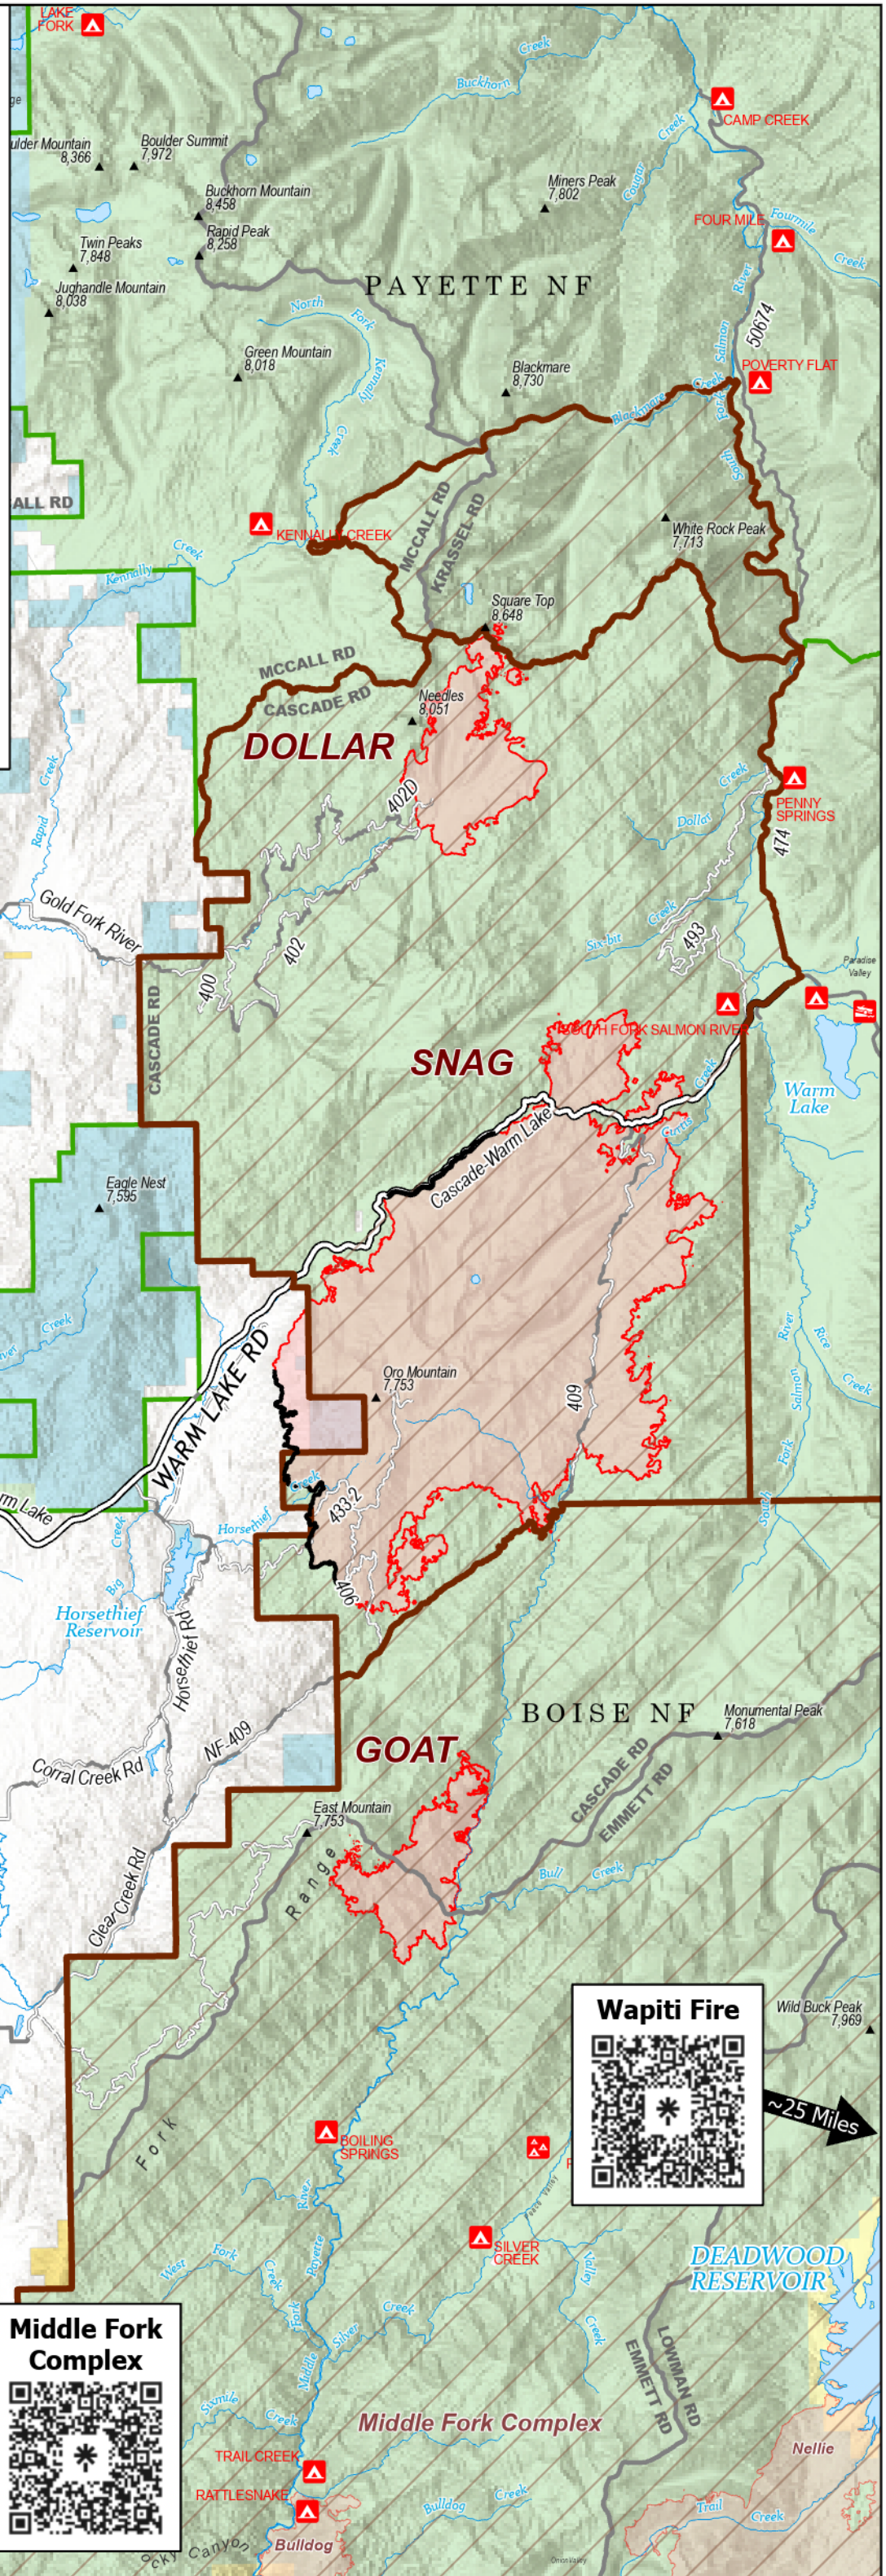 LAKE
FORK
Creek
Buckhorn
CAMP CREEK
Creek
Boulder Summit
7,972
8,366
Cougar
Miners Peak
7,802
Buckhorn Mountain
8,458
Rapid Peak
8,258
FOUR MILE
Fourmile
Creek
Twin Peaks
7,848
Jughandle Mountain
8,038
PAYETTE NF
River
Salmon
Fork
South
50674
North
Fork
Kennally
Creek
Green Mountain
8,018
Blackmare
8,730
POVERTY FLAT
Blackmare
Creek
ALL RD
MCCALL RD
KRASSEL RD
White Rock Peak
7,713
KENNALLY CREEK
Kennally
Creek
Square Top
8,648
MCCALL RD
CASCADE RD
Needles
8,051
DOLLAR
402D
Creek
Rapid
Dollar
Creek
PENNY
SPRINGS
474
Gold Fork River
402
400
CASCADE RD
Six-bit
Creek
493
Paradise
Valley
SOUTH FORK SALMON RIVER
SNAG
Warm
Lake
Creek
Curtis
Cascade-Warm Lake
Eagle Nest
7,595
Creek
WARM LAKE RD
Oro Mountain
7,753
409
River
Salmon
Fork
South
Rice
Creek
rm Lake
Creek
Horsethief
433-2
406
Creek
Big
Horsethief
Reservoir
Horsethief Rd
NF-409
Corral Creek Rd
BOISE NF
Monumental Peak
7,618
GOAT
CASCADE RD
EMMETT RD
East Mountain
7,753
Range
Fork
Bull
Creek
Clear Creek Rd
Wapiti Fire
Wild Buck Peak
7,969
~25 Miles
BOILING
SPRINGS
River
Payette
Fork
Middle
Valley
SILVER
CREEK
West
Fork
Creek
Silver
Creek
Valley
Creek
DEADWOOD
RESERVOIR
LOWMAN RD
EMMETT RD
Middle Fork
Complex
Sixmile
Creek
Middle Fork Complex
Nellie
TRAIL CREEK
RATTLESNAKE
Bulldog
Creek
Trail
Creek
Bulldog
Canyon
Onion Valley